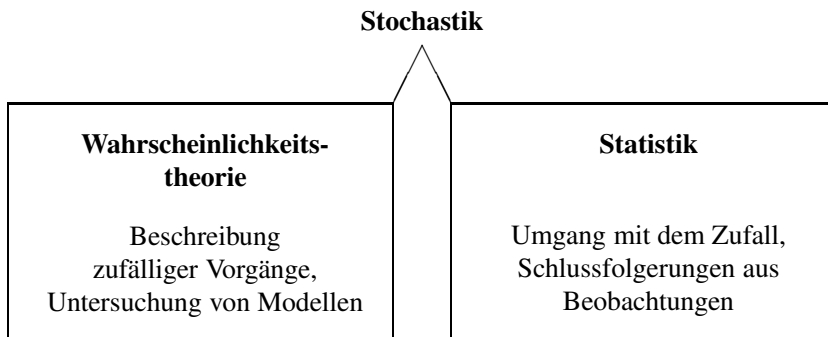 Stochastik
Wahrscheinlichkeits-
theorie
Beschreibung
zufälliger Vorgänge,
Untersuchung von Modellen
Statistik
Umgang mit dem Zufall,
Schlussfolgerungen aus
Beobachtungen